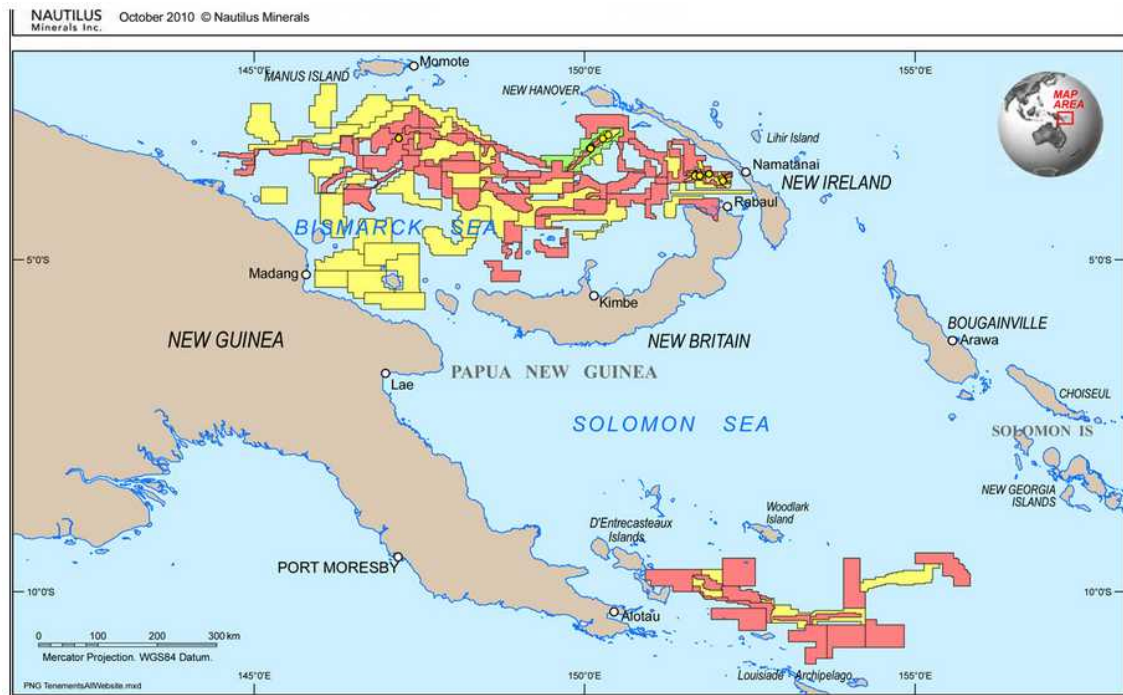 NAUTILUS
Minerals Inc.
October 2010 © Nautilus Minerals
145°0'E
150°0'E
155°0'E
MANUS ISLAND
Momote
NEW HANOVER
MAP
AREA
Lihir Island
Namatanai
NEW IRELAND
Rabaul
BISMARCK SEA
5°0'S
5°0'S
Madang
Kimbe
NEW GUINEA
NEW BRITAIN
BOUGAINVILLE
Arawa
PAPUA NEW GUINEA
Lae
CHOISEUL
SOLOMON SEA
SOLOMON IS
NEW GEORGIA
ISLANDS
Woodlark
Island
D'Entrecasteaux
Islands
PORT MORESBY
10°0'S
10°0'S
Alotau
0 100 200 300 km
Mercator Projection. WGS84 Datum.
Louisiade Archipelago
PNG TenementsAllWebsite.mxd
145°0'E
150°0'E
155°0'E